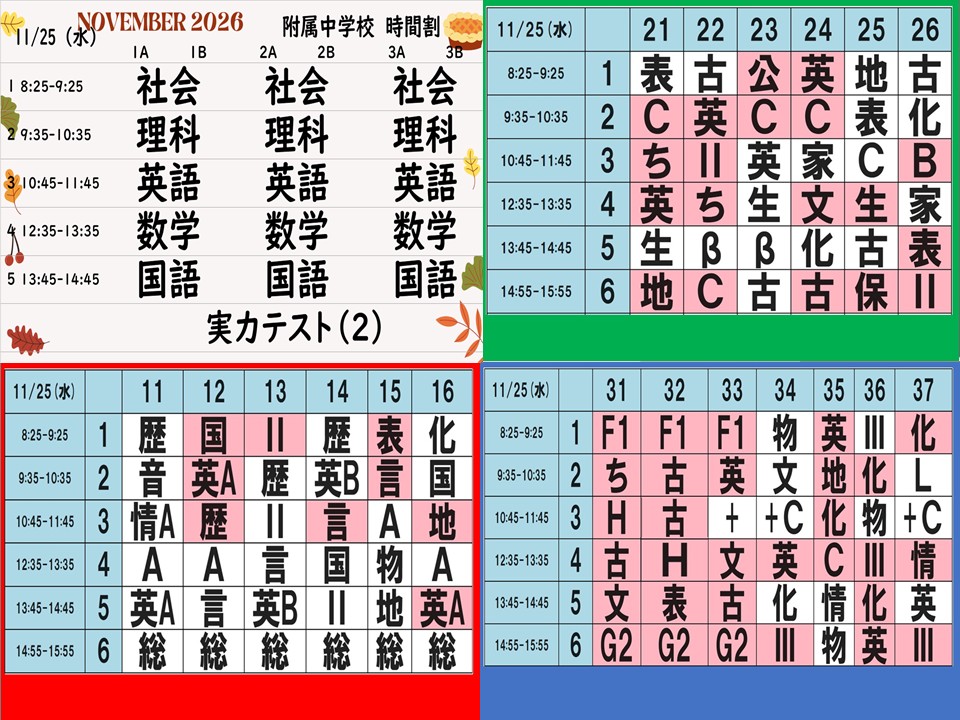 NOVEMBER 2026 附属中学校 時間割
11/25 (水)
1A 1B 2A 2B 3A 3B
1 8:25-9:25 社会 社会 社会
2 9:35-10:35 理科 理科 理科
3 10:45-11:45 英語 英語 英語
4 12:35-13:35 数学 数学 数学
5 13:45-14:45 国語 国語 国語
実力テスト(2)
11/25(水) 21 22 23 24 25 26
8:25-9:25 1 表 古 公 英 地 古
9:35-10:35 2 C 英 C C 表 化
10:45-11:45 3 ち II 英 家 C B
12:35-13:35 4 英 ち 生 文 生 家
13:45-14:45 5 生 β β 化 古 表
14:55-15:55 6 地 C 古 古 保 II
11/25(水) 11 12 13 14 15 16
8:25-9:25 1 歴 国 II 歴 表 化
9:35-10:35 2 音 英A 歴 英B 言 国
10:45-11:45 3 情A 歴 II 言 A 地
12:35-13:35 4 A A 言 国 物 A
13:45-14:45 5 英A 言 英B II 地 英A
14:55-15:55 6 総 総 総 総 総 総
11/25(水) 31 32 33 34 35 36 37
8:25-9:25 1 F1 F1 F1 物 英 III 化
9:35-10:35 2 ち 古 英 文 地 化 L
10:45-11:45 3 H 古 + +C 化 物 +C
12:35-13:35 4 古 H 文 英 C III 情
13:45-14:45 5 文 表 古 化 情 化 英
14:55-15:55 6 G2 G2 G2 III 物 英 III